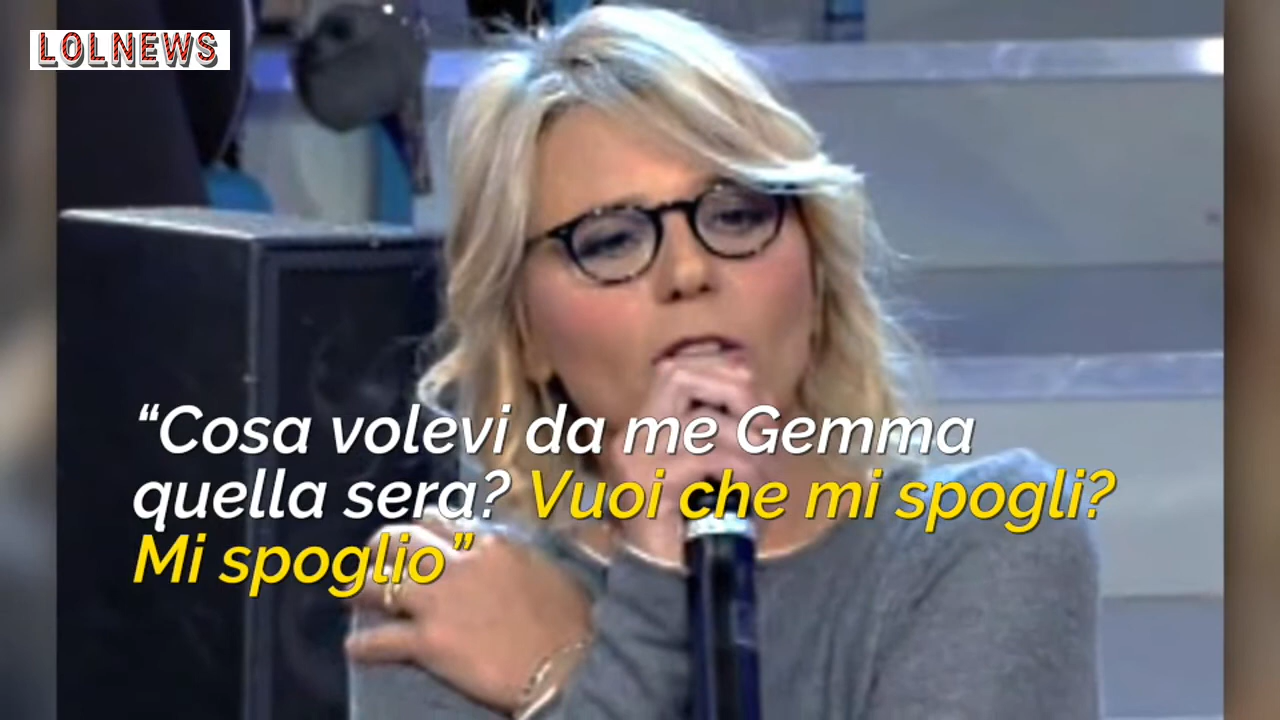 LOLNEWS
“Cosa volevi da me Gemma
quella sera? Vuoi che mi spogli?
Mi spoglio”